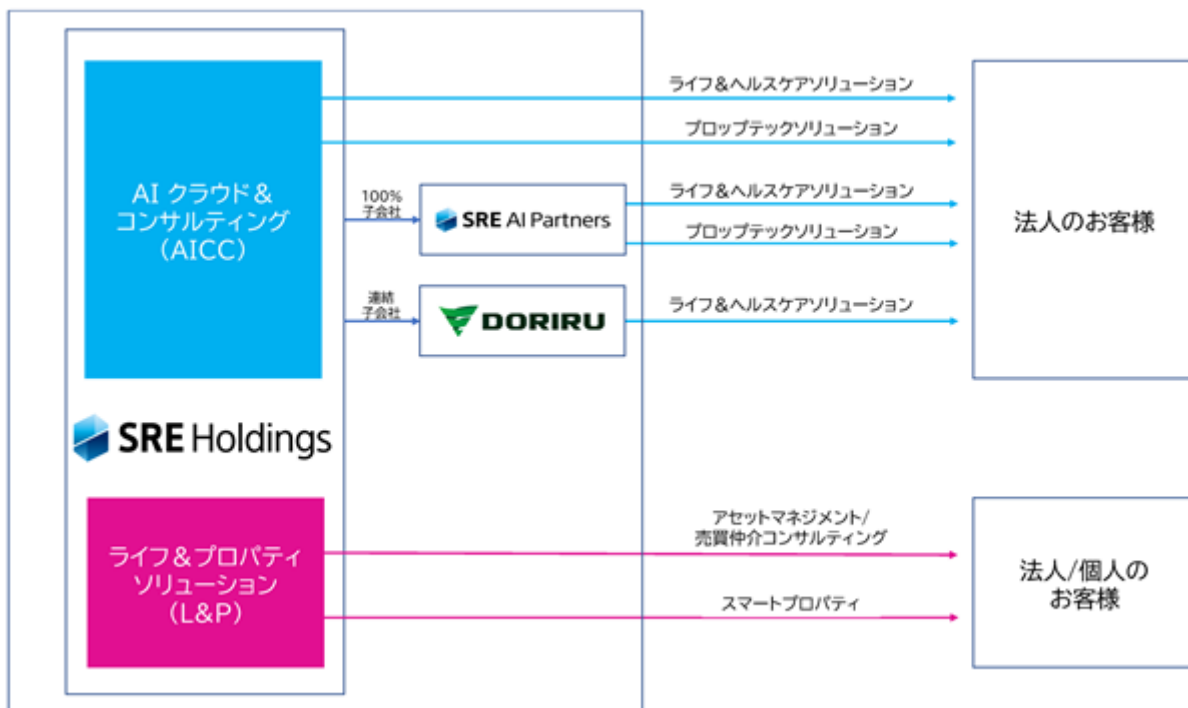 ライフ&ヘルスケアソリューション
プロップテックソリューション
AI クラウド&
コンサルティング
(AICC)
100%
子会社
SRE AI Partners
ライフ&ヘルスケアソリューション
プロップテックソリューション
法人のお客様
連結
子会社
DORIRU
ライフ&ヘルスケアソリューション
SRE Holdings
ライフ&プロパティ
ソリューション
(L&P)
アセットマネジメント/
売買仲介コンサルティング
スマートプロパティ
法人/個人の
お客様